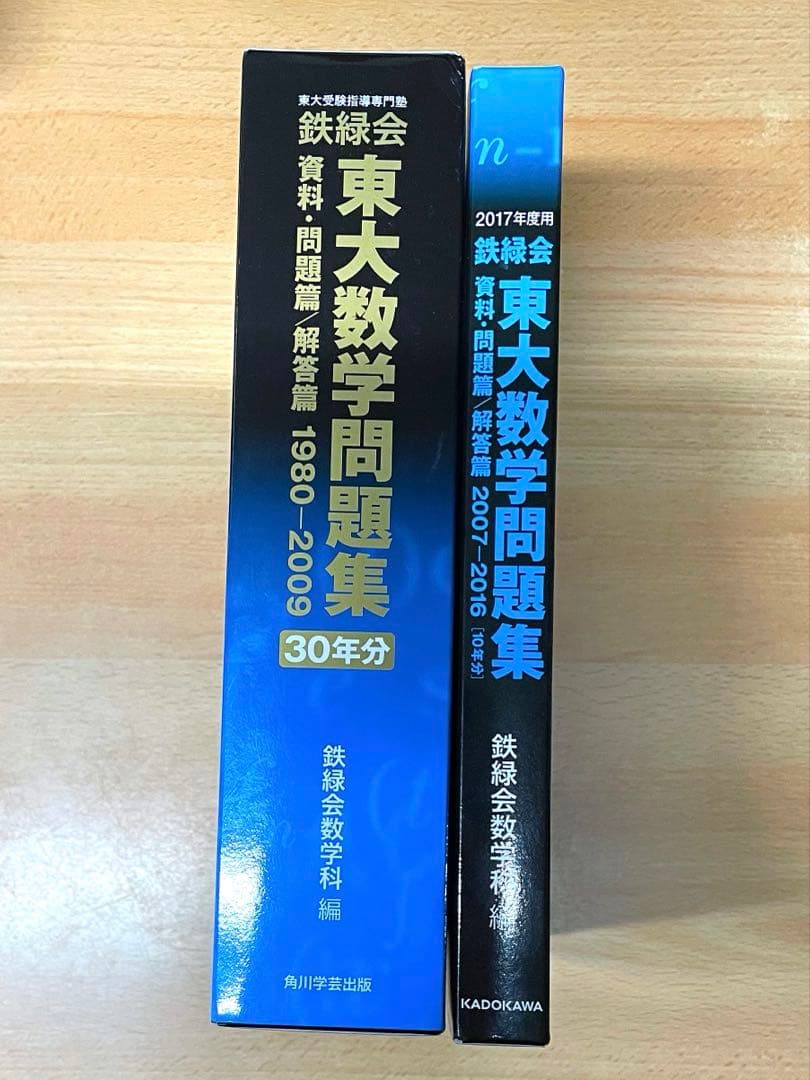 東大受験指導専門塾
鉄緑会
東大数学問題集
資料・問題篇/解答篇 1980-2009
30年分
鉄緑会数学科 編
角川学芸出版
n-1
2017年度用
鉄緑会
東大数学問題集
資料・問題篇/解答篇 2007-2016 [10年分]
鉄緑会数学科 編
KADOKAWA